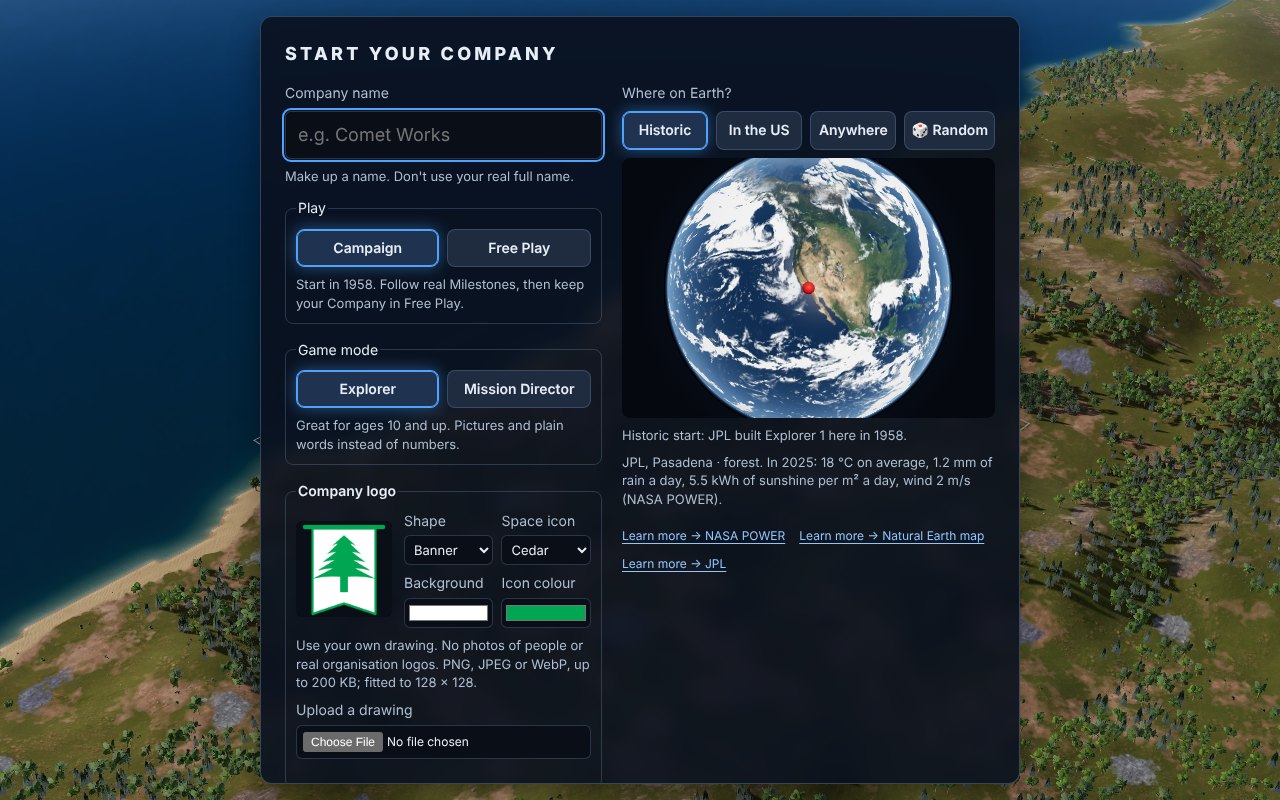 START YOUR COMPANY
Company name
e.g. Comet Works
Make up a name. Don't use your real full name.
Play
Campaign
Free Play
Start in 1958. Follow real Milestones, then keep
your Company in Free Play.
Game mode
Explorer
Mission Director
Great for ages 10 and up. Pictures and plain
words instead of numbers.
Company logo
Shape
Space icon
Banner
Cedar
Background
Icon colour
Use your own drawing. No photos of people or
real organisation logos. PNG, JPEG or WebP, up
to 200 KB; fitted to 128 × 128.
Upload a drawing
Choose File No file chosen
Where on Earth?
Historic
In the US
Anywhere
🎲 Random
Historic start: JPL built Explorer 1 here in 1958.
JPL, Pasadena · forest. In 2025: 18 °C on average, 1.2 mm of
rain a day, 5.5 kWh of sunshine per m² a day, wind 2 m/s
(NASA POWER).
Learn more → NASA POWER
Learn more → Natural Earth map
Learn more → JPL